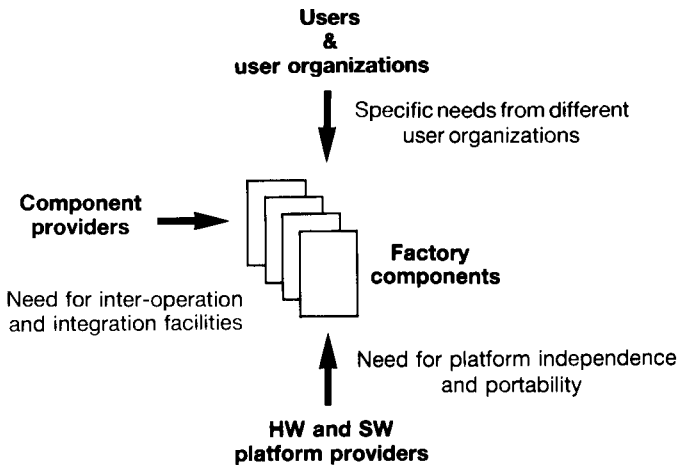 Users
&
user organizations
Specific needs from different
user organizations
Component
providers
Factory
components
Need for inter-operation
and integration facilities
Need for platform independence
and portability
HW and SW
platform providers